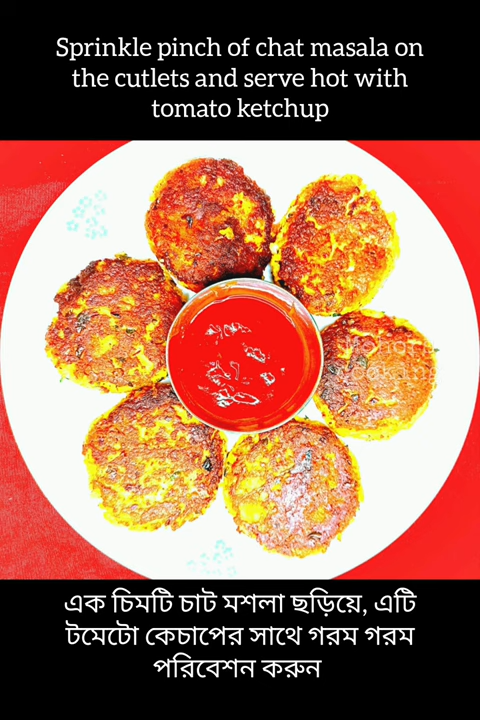 Sprinkle pinch of chat masala on
the cutlets and serve hot with
tomato ketchup
এক চিমটি চাট মশলা ছড়িয়ে, এটি
টমেটো কেচাপের সাথে গরম গরম
পরিবেশন করুন